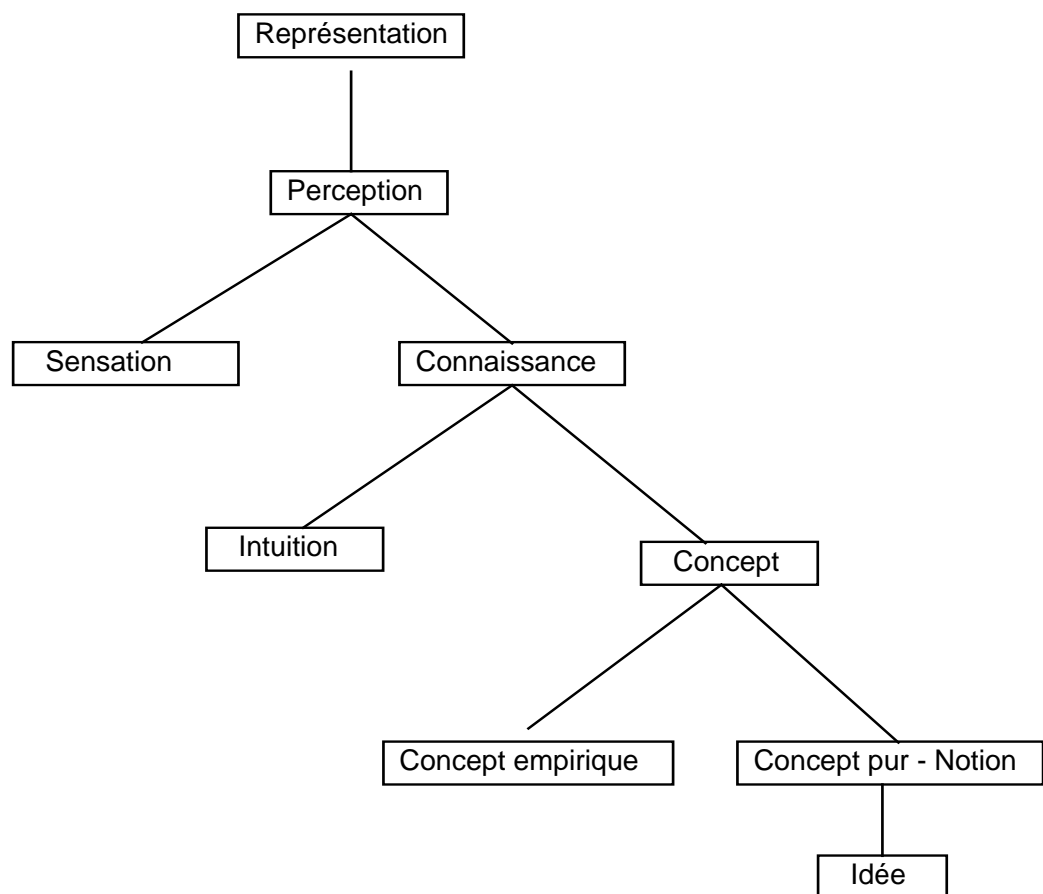 Représentation
Perception
Sensation
Connaissance
Intuition
Concept
Concept empirique
Concept pur - Notion
Idée